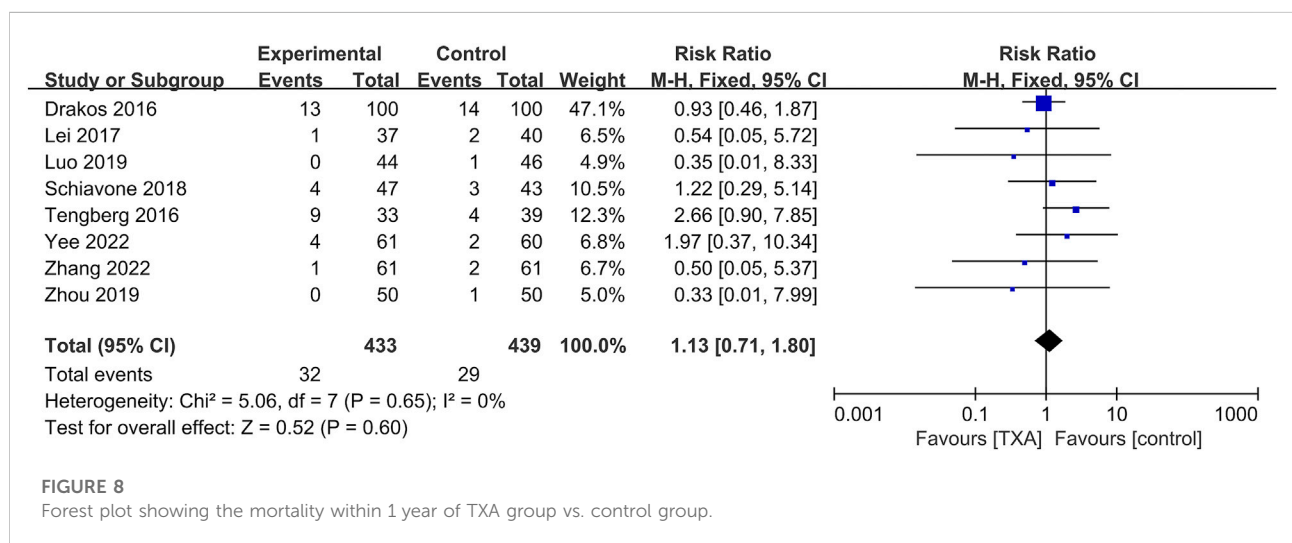 Experimental Control Risk Ratio Risk Ratio
Study or Subgroup Events Total Events Total Weight M-H, Fixed, 95% CI M-H, Fixed, 95% CI
Drakos 2016 13 100 14 100 47.1% 0.93 [0.46, 1.87]
Lei 2017 1 37 2 40 6.5% 0.54 [0.05, 5.72]
Luo 2019 0 44 1 46 4.9% 0.35 [0.01, 8.33]
Schiavone 2018 4 47 3 43 10.5% 1.22 [0.29, 5.14]
Tengberg 2016 9 33 4 39 12.3% 2.66 [0.90, 7.85]
Yee 2022 4 61 2 60 6.8% 1.97 [0.37, 10.34]
Zhang 2022 1 61 2 61 6.7% 0.50 [0.05, 5.37]
Zhou 2019 0 50 1 50 5.0% 0.33 [0.01, 7.99]
Total (95% CI) 433 439 100.0% 1.13 [0.71, 1.80]
Total events 32 29
Heterogeneity: Chi² = 5.06, df = 7 (P = 0.65); I² = 0%
Test for overall effect: Z = 0.52 (P = 0.60)
0.001 0.1 1 10 1000
Favours [TXA] Favours [control]
FIGURE 8
Forest plot showing the mortality within 1 year of TXA group vs. control group.